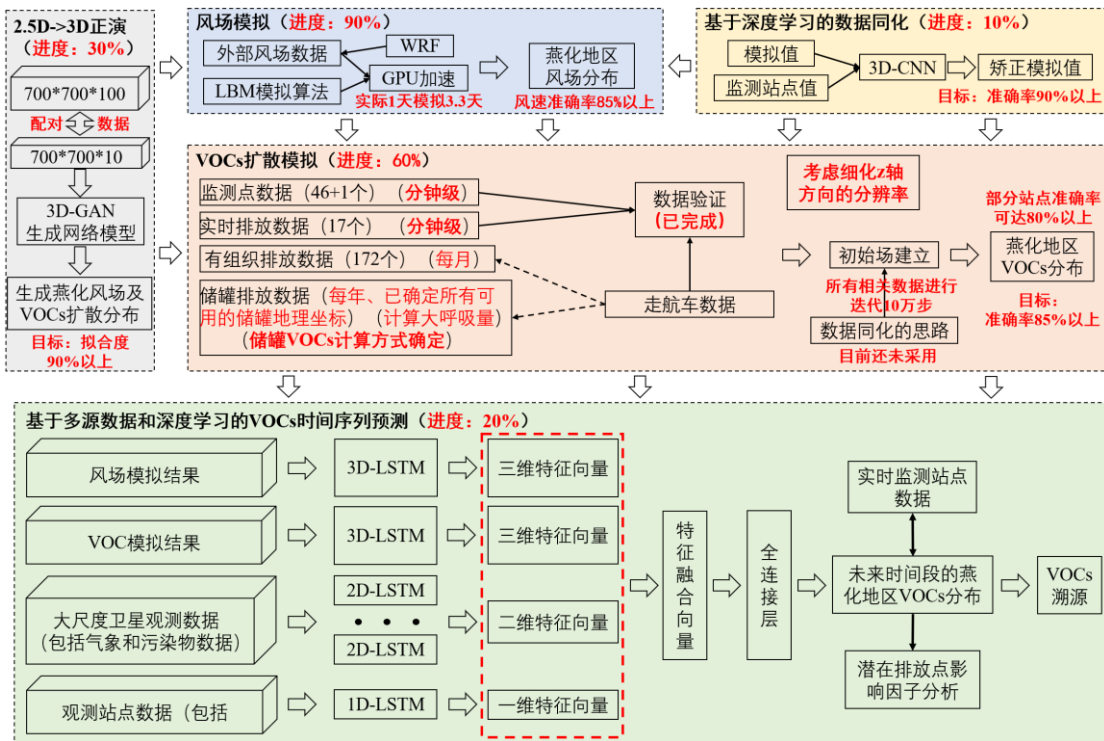 2.5D->3D正演
（进度：30%）
700*700*100
配对 数据
700*700*10
3D-GAN
生成网络模型
生成燕化风场及
VOCs扩散分布
目标：拟合度
90%以上
风场模拟（进度：90%）
外部风场数据
WRF
LBM模拟算法
GPU加速
实际1天模拟3.3天
燕化地区
风场分布
风速准确率85%以上
基于深度学习的数据同化（进度：10%）
模拟值
监测站点值
3D-CNN
矫正模拟值
目标：准确率90%以上
VOCs扩散模拟（进度：60%）
监测点数据（46+1个）（分钟级）
实时排放数据（17个）（分钟级）
有组织排放数据（172个）（每月）
储罐排放数据（每年、已确定所有可
用的储罐地理坐标）（计算大呼吸量）
（储罐VOCs计算方式确定）
数据验证
（已完成）
走航车数据
考虑细化z轴
方向的分辨率
初始场建立
所有相关数据进行
迭代10万步
数据同化的思路
目前还未采用
部分站点准确率
可达80%以上
燕化地区
VOCs分布
目标：
准确率85%以上
基于多源数据和深度学习的VOCs时间序列预测（进度：20%）
风场模拟结果
3D-LSTM
三维特征向量
VOC模拟结果
3D-LSTM
三维特征向量
大尺度卫星观测数据
（包括气象和污染物数据）
2D-LSTM
• • •
2D-LSTM
二维特征向量
观测站点数据（包括
1D-LSTM
一维特征向量
特征融合向量
全连接层
实时监测站点
数据
未来时间段的燕
化地区VOCs分布
潜在排放点影
响因子分析
VOCs
溯源